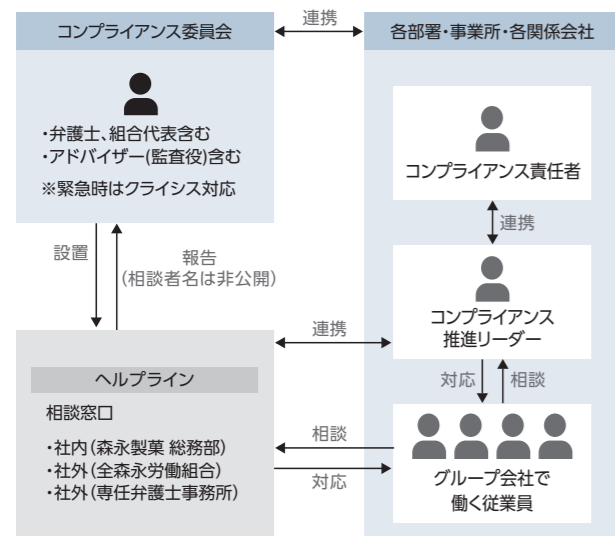 コンプライアンス委員会
連携
各部署・事業所・各関係会社
・弁護士、組合代表含む
・アドバイザー(監査役)含む
※緊急時はクライシス対応
コンプライアンス責任者
連携
設置
報告
(相談者名は非公開)
コンプライアンス
推進リーダー
連携
対応
相談
ヘルプライン
相談窓口
・社内(森永製菓 総務部)
・社外(全森永労働組合)
・社外(専任弁護士事務所)
相談
対応
グループ会社で
働く従業員